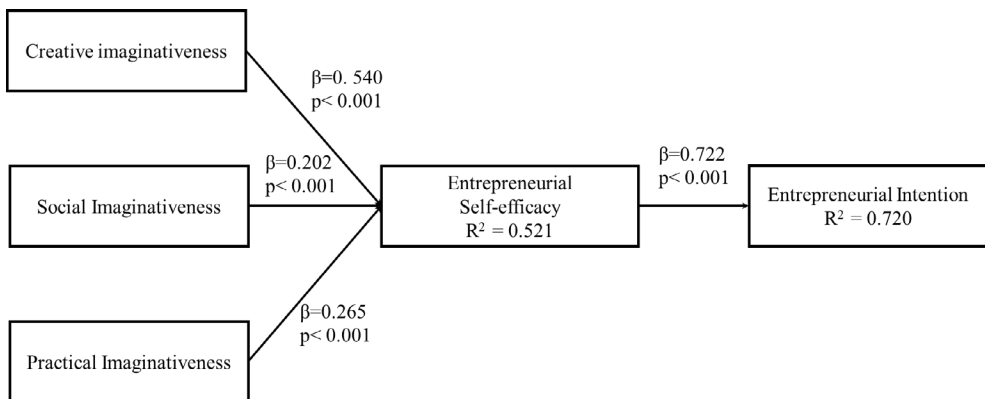 Creative imaginativeness
β=0. 540
p< 0.001
Social Imaginativeness
β=0.202
p< 0.001
Entrepreneurial
Self-efficacy
R² = 0.521
β=0.722
p< 0.001
Entrepreneurial Intention
R² = 0.720
Practical Imaginativeness
β=0.265
p< 0.001